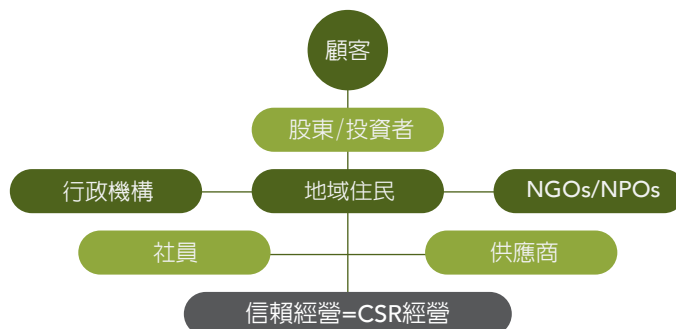 顧客
股東/投資者
行政機構
地域住民
NGOs/NPOs
社員
供應商
信賴經營=CSR經營